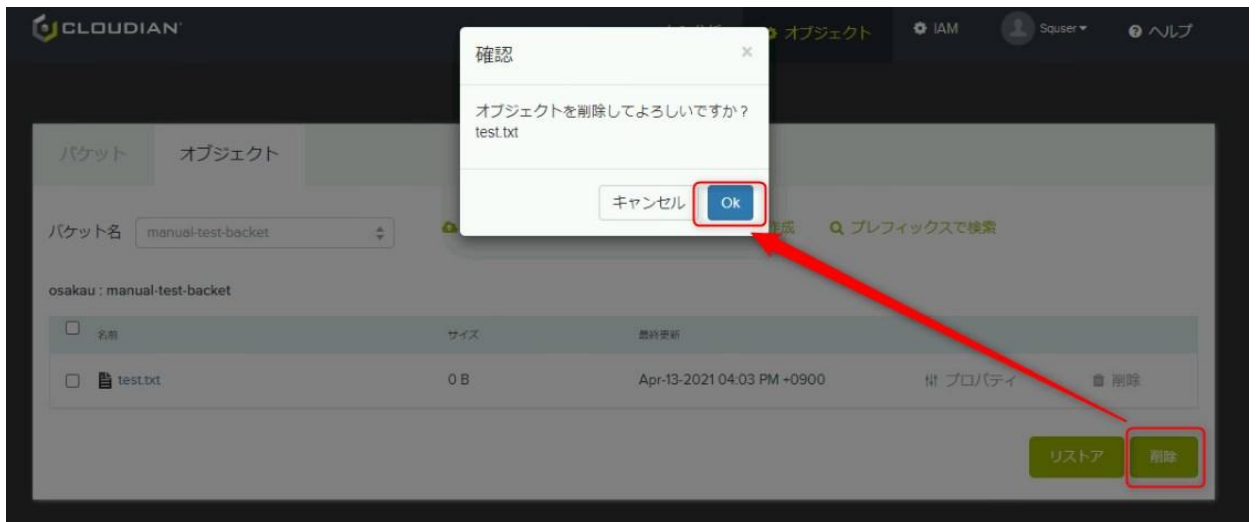 CLOUDIAN
オブジェクト
IAM
Squser
ヘルプ
確認
×
オブジェクトを削除してよろしいですか？
test.txt
キャンセル
Ok
バケット
オブジェクト
バケット名
manual-test-backet
作成
プレフィックスで検索
osakau : manual-test-backet
名前
サイズ
最終更新
test.txt
0 B
Apr-13-2021 04:03 PM +0900
プロパティ
削除
リストア
削除